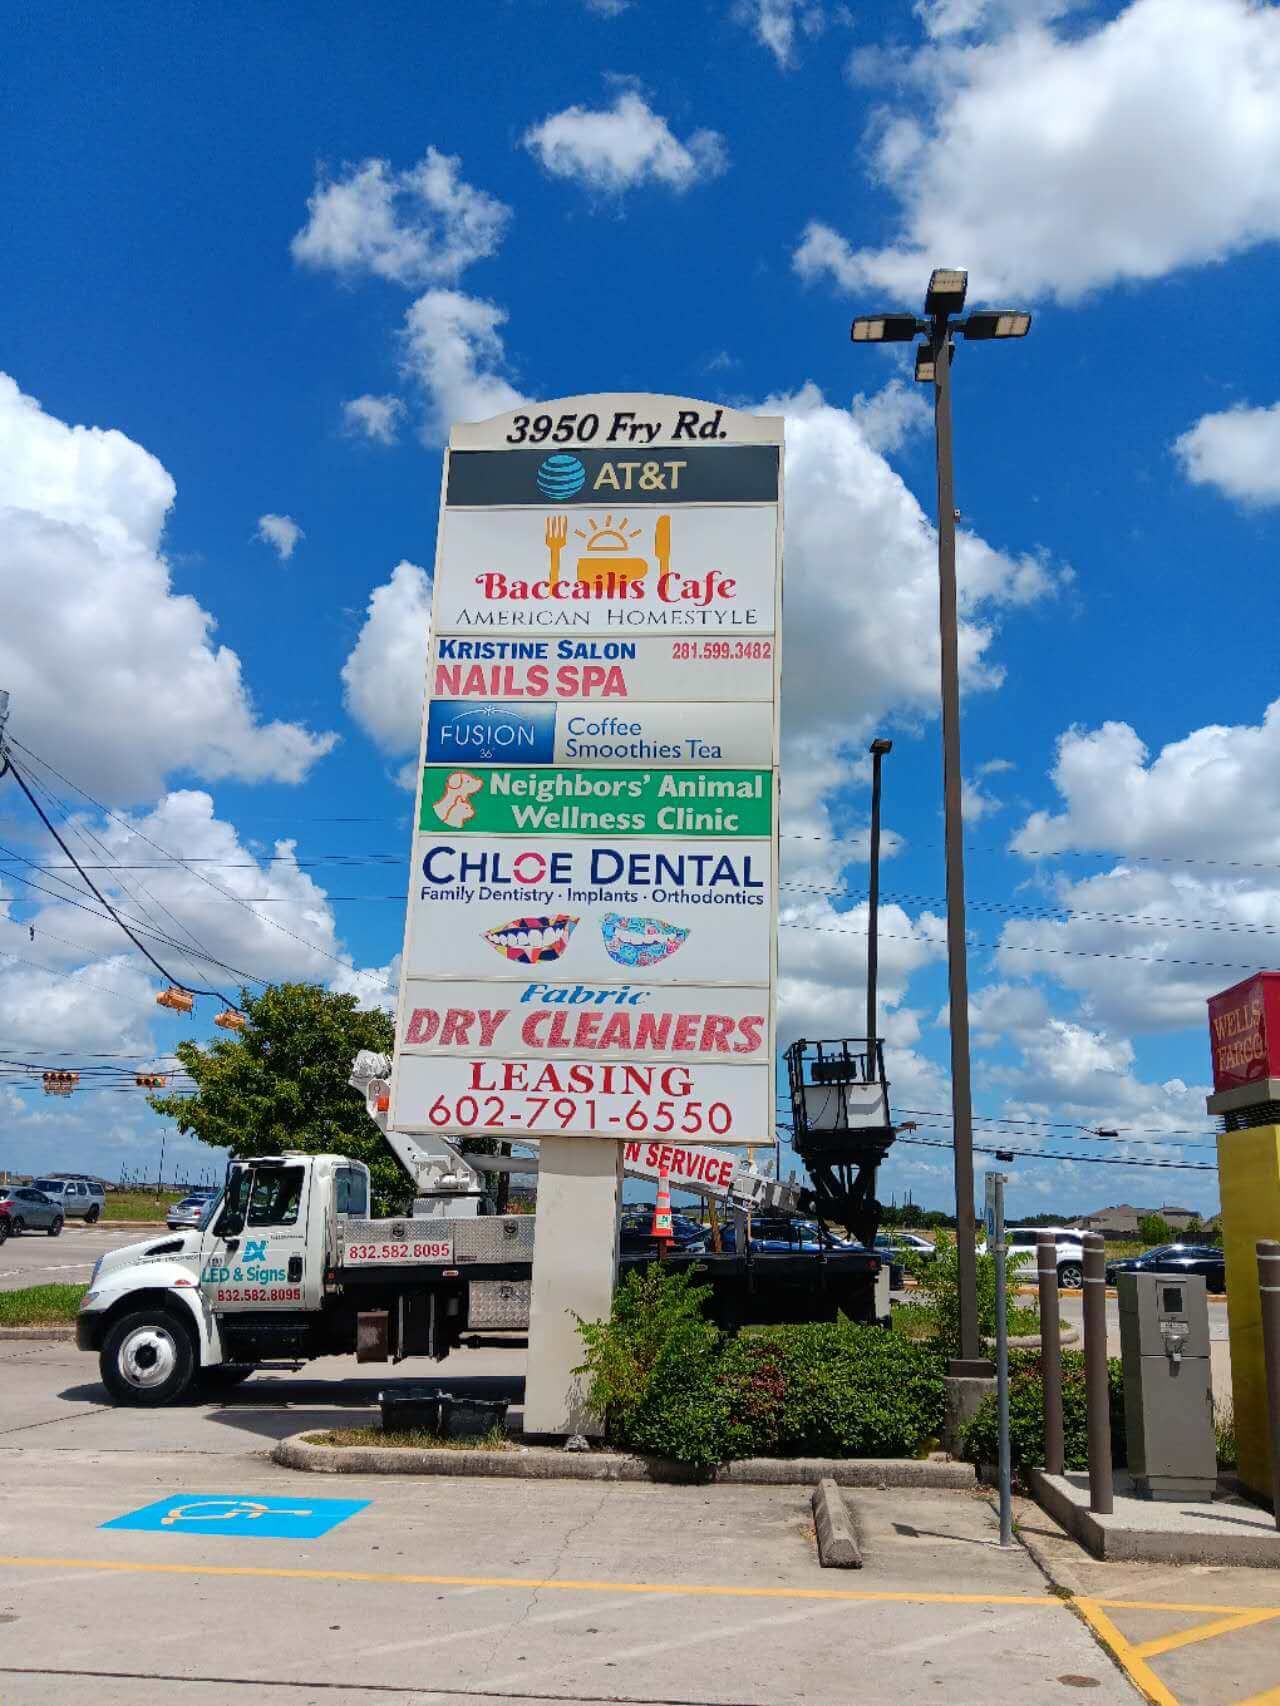 3950 Fry Rd.
AT&T
Baccailis Cafe
AMERICAN HOMESTYLE
KRISTINE SALON 281.599.3482
NAILS SPA
FUSION
36°
Coffee
Smoothies Tea
Neighbors' Animal
Wellness Clinic
CHLOE DENTAL
Family Dentistry · Implants · Orthodontics
Fabric
DRY CLEANERS
LEASING
602-791-6550
N SERVICE
WELLS
FARGO
832.582.8095
LED & Signs
832.582.8095